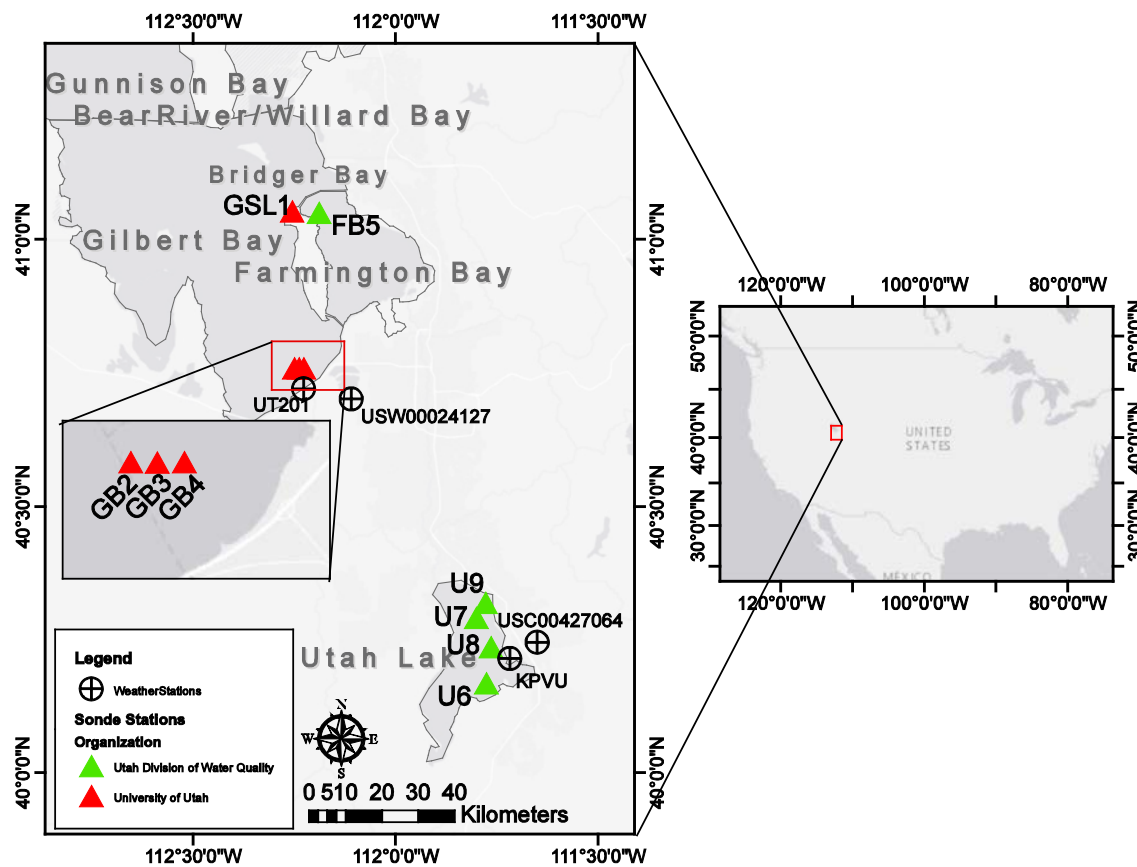 112°30'0"W 112°0'0"W 111°30'0"W
Gunnison Bay
BearRiver/Willard Bay
Bridger Bay
GSL1
FB5
41°0'0"N
41°0'0"N
Gilbert Bay
Farmington Bay
UT201
USW00024127
GB2 GB3 GB4
40°30'0"N
40°30'0"N
U9
U7
USC00427064
U8
Utah Lake
KPVU
U6
40°0'0"N
40°0'0"N
Legend
WeatherStations
Sonde Stations
Organization
Utah Division of Water Quality
University of Utah
N
W E
S
0 5 10 20 30 40
Kilometers
112°30'0"W 112°0'0"W 111°30'0"W
120°0'0"W 100°0'0"W 80°0'0"W
50°0'0"N
50°0'0"N
UNITED
STATES
40°0'0"N
40°0'0"N
30°0'0"N
30°0'0"N
MÉXICO
120°0'0"W 100°0'0"W 80°0'0"W